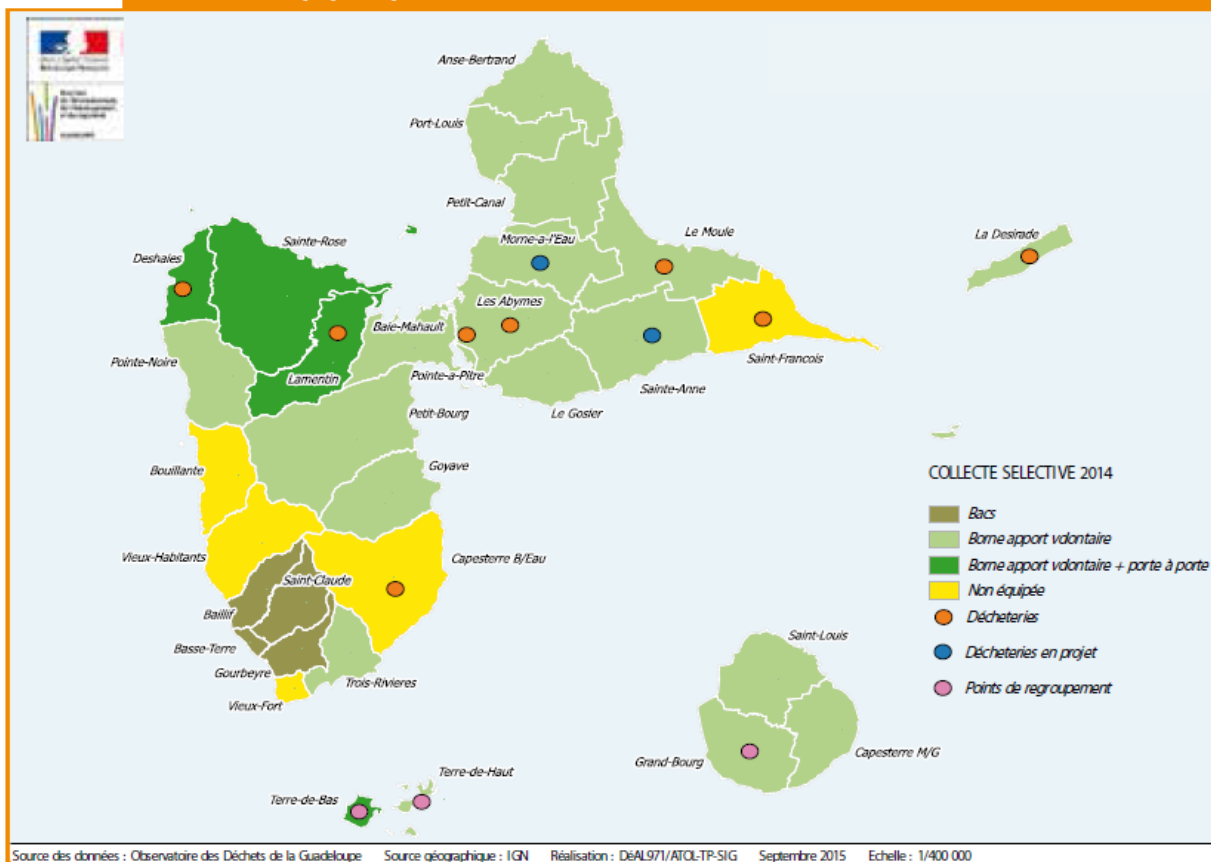 Anse-Bertrand
Port-Louis
Petit-Canal
Morne-a-l'Eau
Le Moule
La Desirade
Sainte-Rose
Deshaies
Les Abymes
Baie-Mahault
Pointe-Noire
Lamentin
Pointe-a-Pitre
Saint-Francois
Sainte-Anne
Le Gosier
Petit-Bourg
Goyave
Bouillante
Vieux-Habitants
Capesterre B/Eau
Saint-Claude
Baillif
Basse-Terre
Gourbeyre
Trois-Rivieres
Vieux-Fort
Terre-de-Haut
Terre-de-Bas
Saint-Louis
Grand-Bourg
Capesterre M/G
COLLECTE SELECTIVE 2014
Bacs
Borne apport vdontaire
Borne apport vdontaire + porte à porte
Non équipée
Décheteries
Décheteries en projet
Points de regroupement
Source des données : Observatoire des Déchets de la Guadeloupe Source géographique : IGN Réalisation : DéAL971/ATOL-TP-SIG Septembre 2015 Echelle : 1/400 000